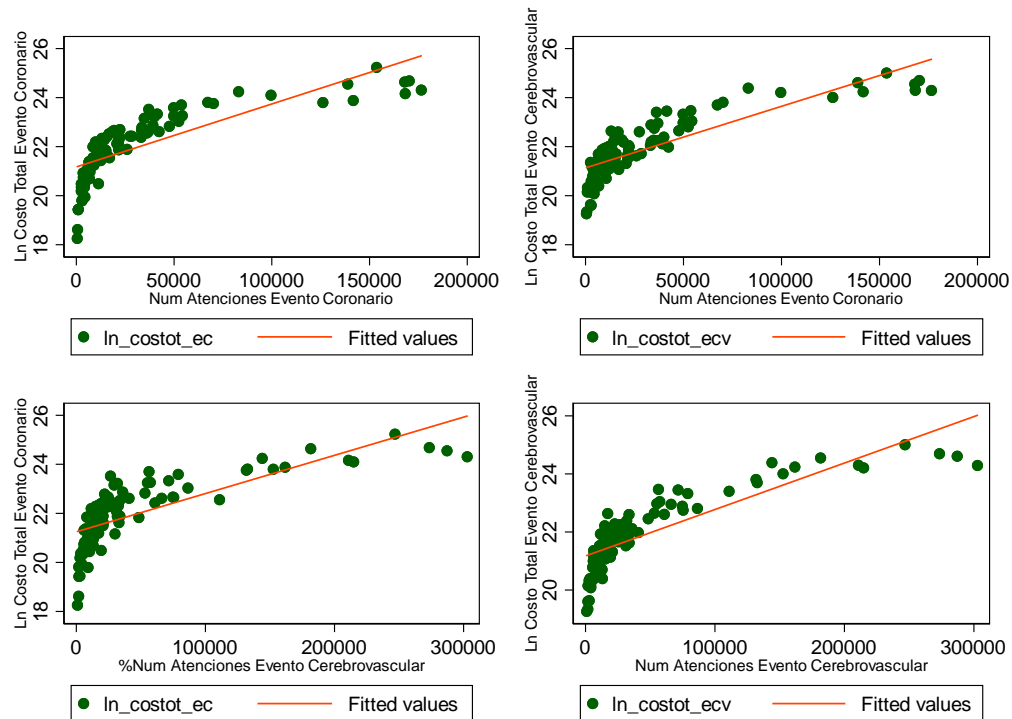 Ln Costo Total Evento Coronario
26
24
22
20
18
0
50000
100000
150000
200000
Num Atenciones Evento Coronario
ln_costot_ec
Fitted values
Ln Costo Total Evento Cerebrovascular
26
24
22
20
18
0
50000
100000
150000
200000
Num Atenciones Evento Coronario
ln_costot_ecv
Fitted values
Ln Costo Total Evento Coronario
26
24
22
20
18
0
100000
200000
300000
%Num Atenciones Evento Cerebrovascular
ln_costot_ec
Fitted values
Ln Costo Total Evento Cerebrovascular
26
24
22
20
0
100000
200000
300000
Num Atenciones Evento Cerebrovascular
ln_costot_ecv
Fitted values